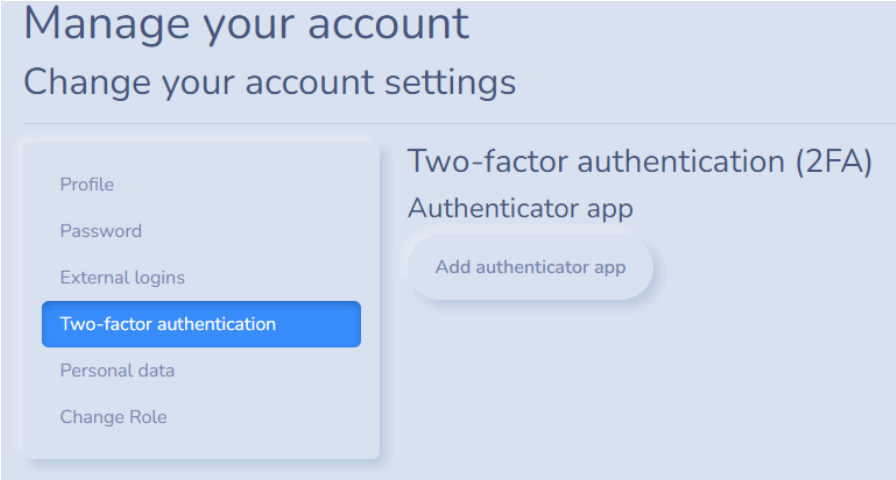 Manage your account
Change your account settings
Profile
Password
External logins
Two-factor authentication
Personal data
Change Role
Two-factor authentication (2FA)
Authenticator app
Add authenticator app